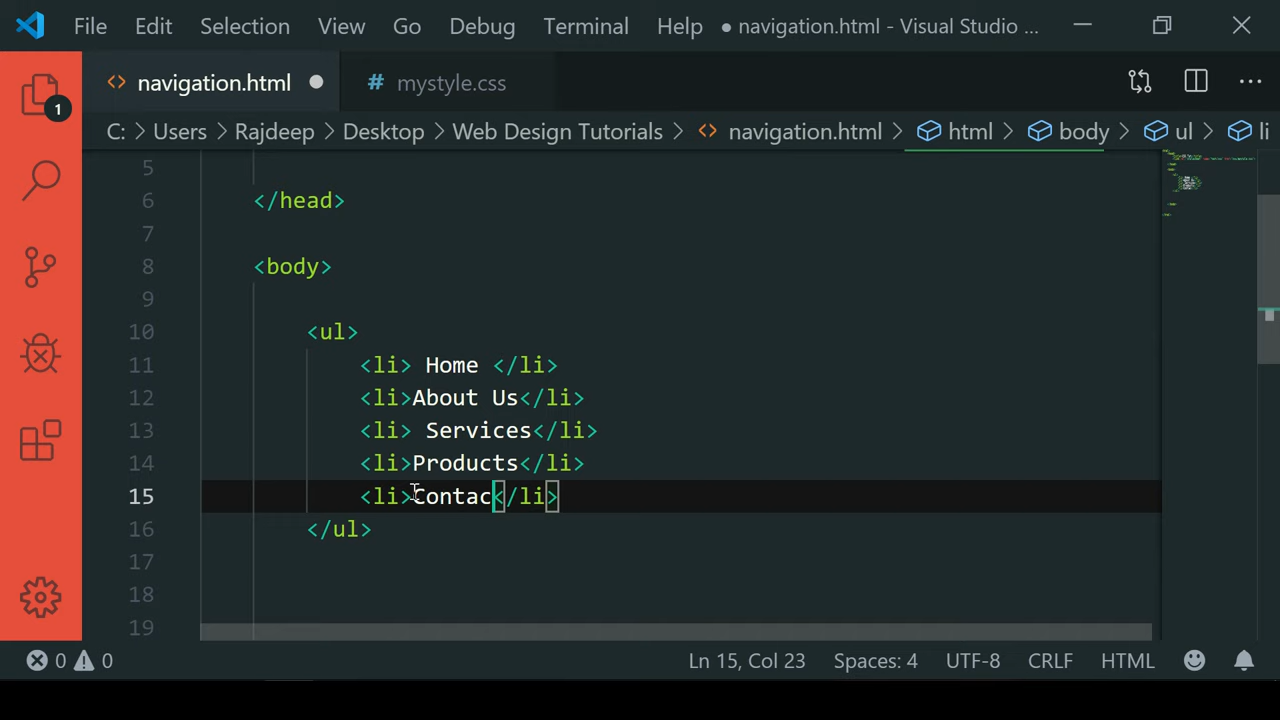 File Edit Selection View Go Debug Terminal Help ● navigation.html - Visual Studio ...
<> navigation.html ● # mystyle.css ...
1
C: > Users > Rajdeep > Desktop > Web Design Tutorials > <> navigation.html > html > body > ul > li
5
6 </head>
7
8 <body>
9
10 <ul>
11 <li> Home </li>
12 <li>About Us</li>
13 <li> Services</li>
14 <li>Products</li>
15 <li>Contac</li>
16 </ul>
17
18
19
0 0 Ln 15, Col 23 Spaces: 4 UTF-8 CRLF HTML